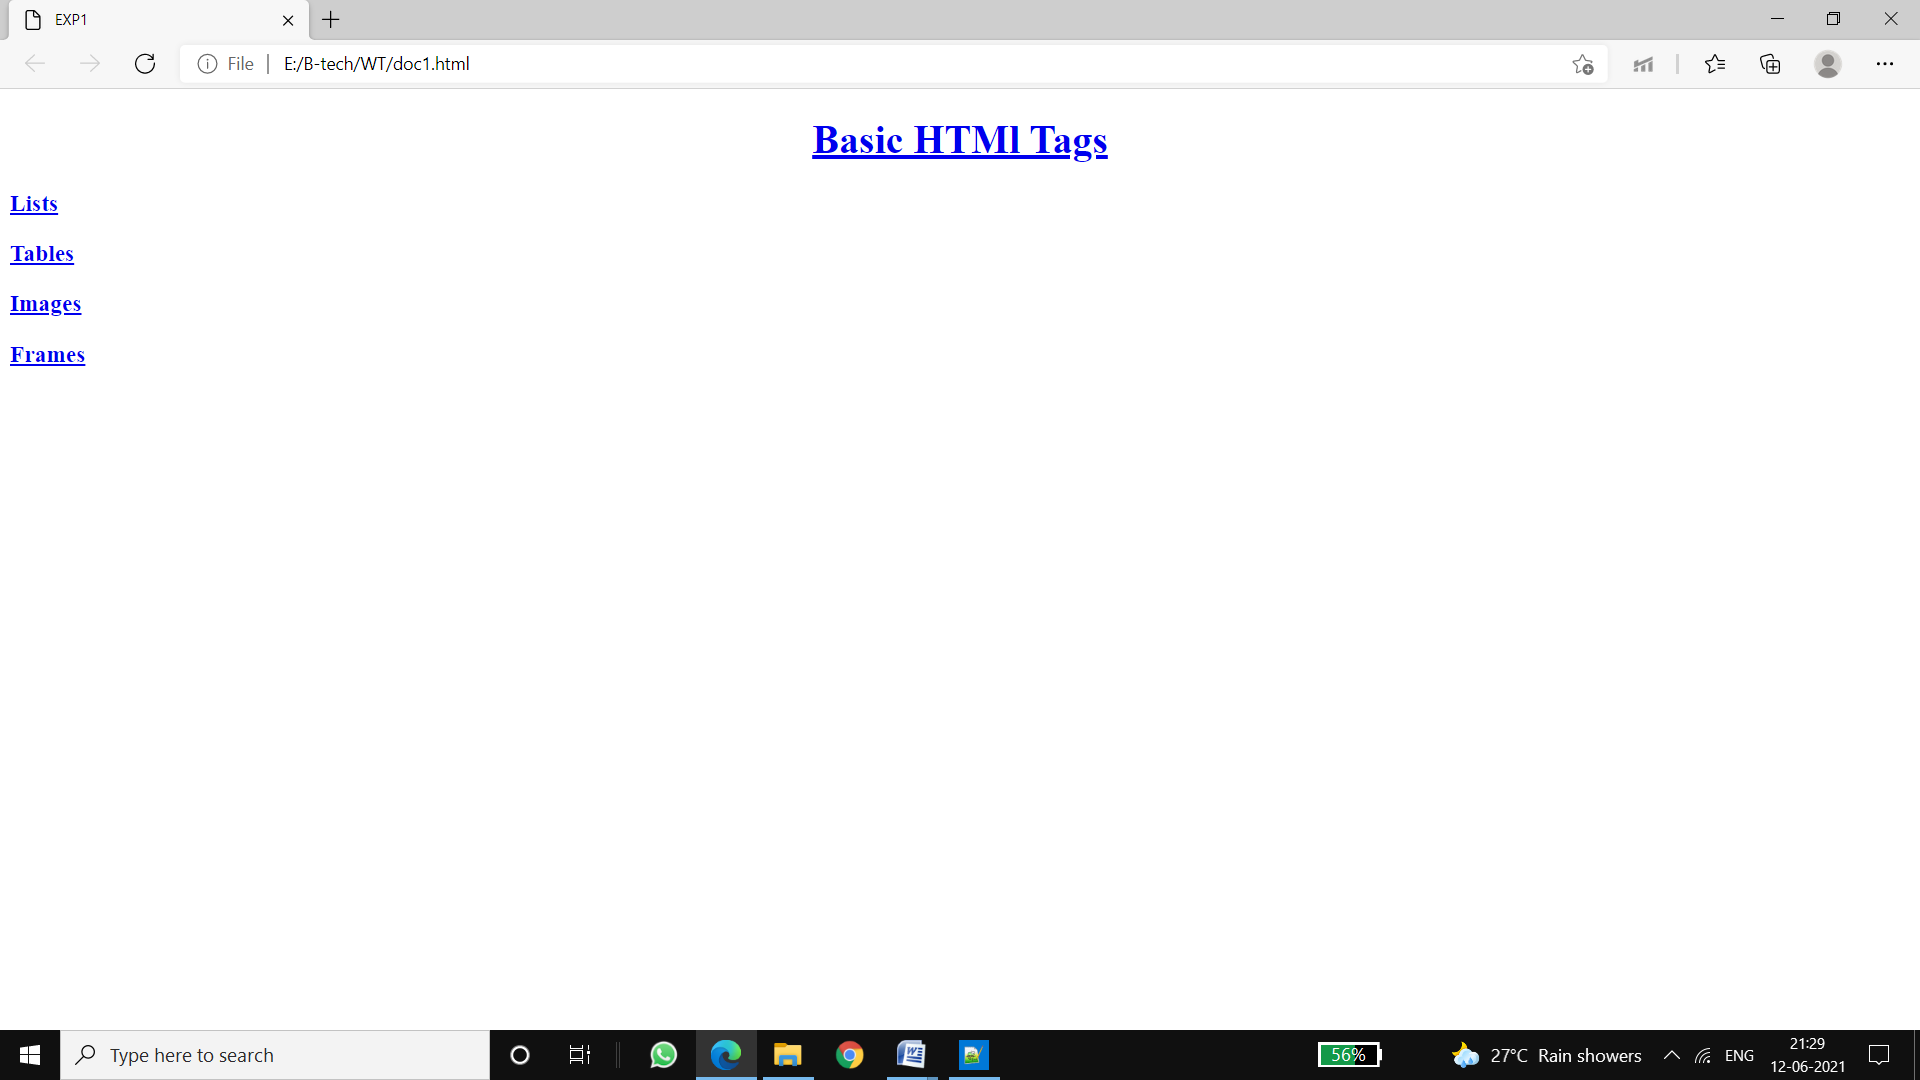 EXP1
File E:/B-tech/WT/doc1.html
Basic HTMl Tags
Lists
Tables
Images
Frames
Type here to search
56%
27°C Rain showers
ENG
21:29
12-06-2021